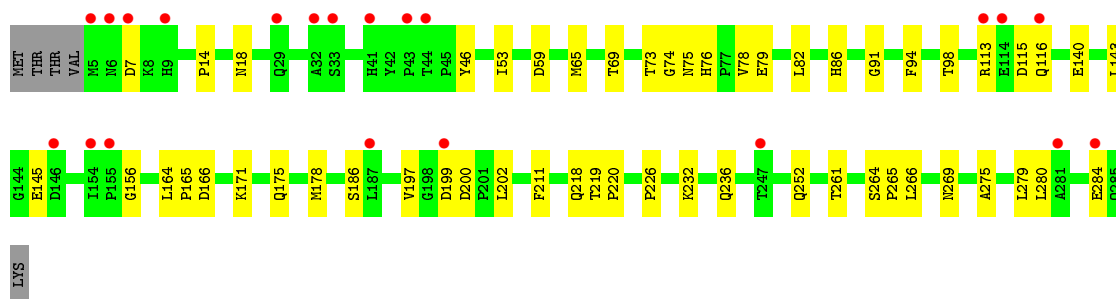 MET THR THR VAL M5 N6 D7 K8 H9 P14 N18 Q29 A32 S33 H41 Y42 P43 T44 P45 Y46 I53 D59 M65 T69 T73 G74 N75 H76 P77 V78 E79 L82 H86 G91 F94 T98 R113 E114 D115 Q116 E140 L143
G144 E145 D146 I154 P155 G156 L164 P165 D166 K171 Q175 M178 S186 L187 V197 G198 D199 D200 P201 L202 F211 Q218 T219 P220 P226 K232 Q236 T247 Q252 T261 S264 P265 L266 N269 A275 L279 L280 A281 E284 Q285
LYS